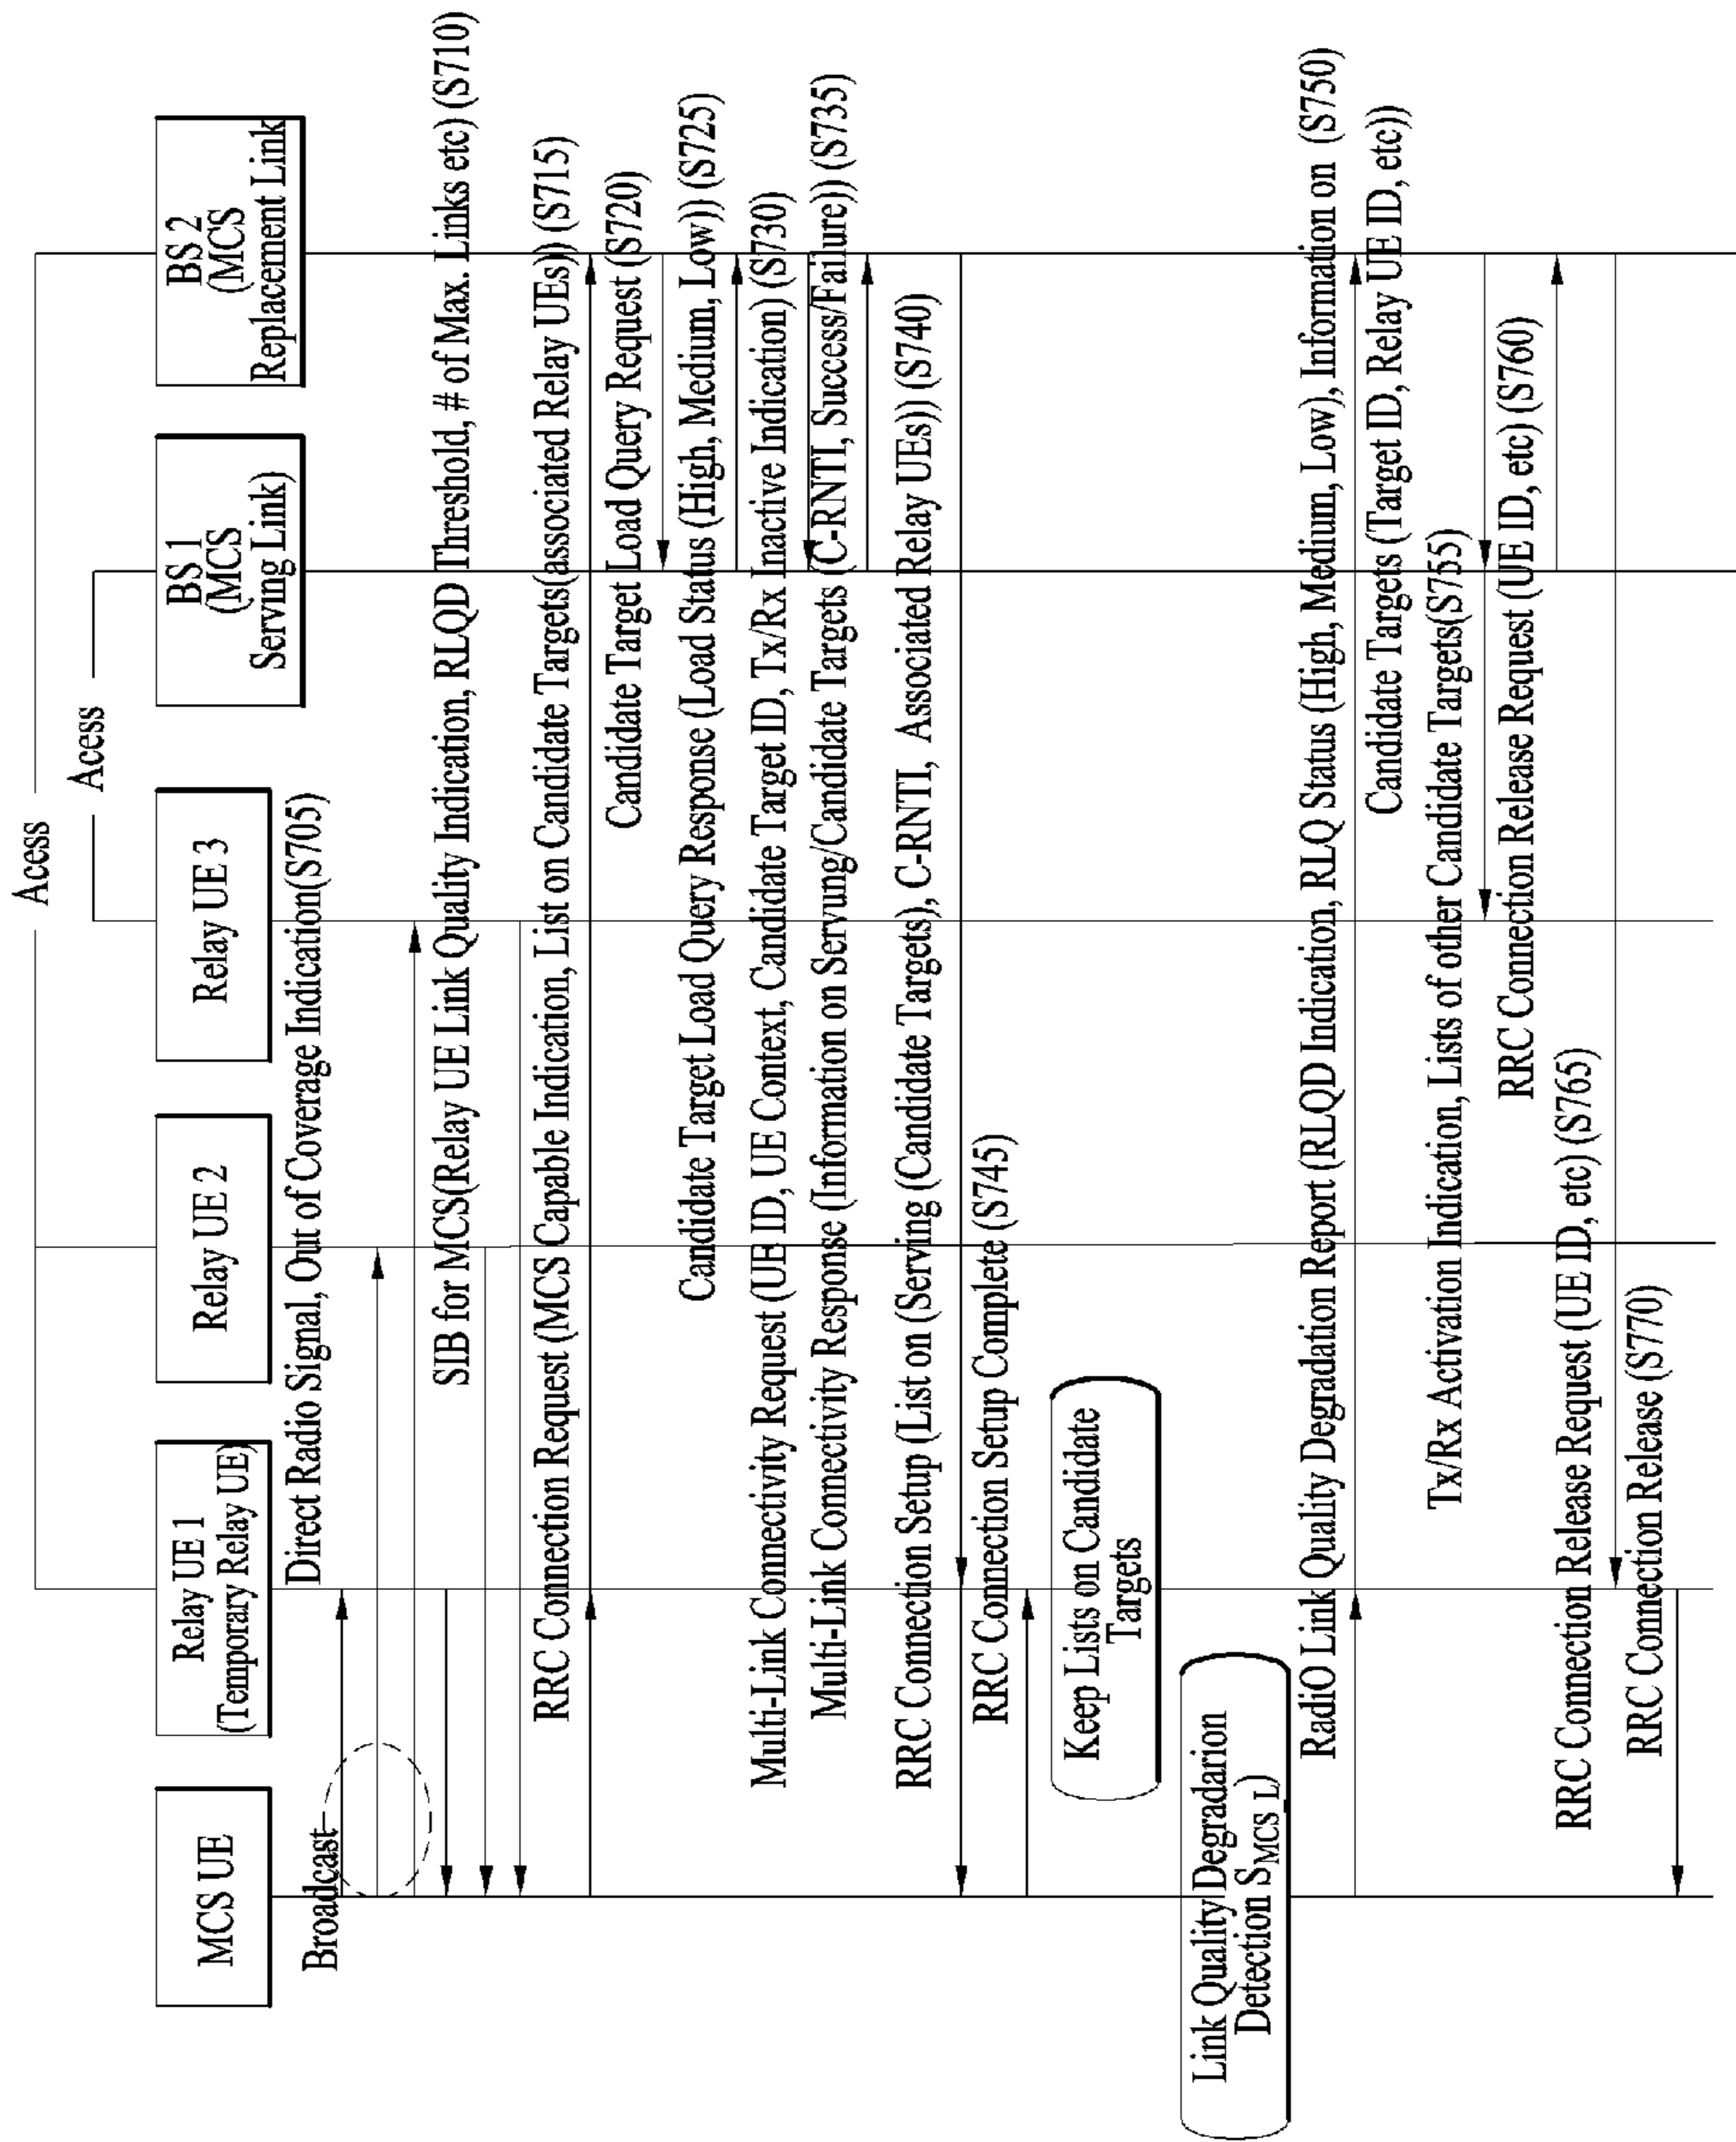 Acess
Acess
MCS UE
Relay UE 1
(Temporary Relay UE)
Relay UE 2
Relay UE 3
BS 1
(MCS
Serving Link)
BS 2
(MCS
Replacement Link
Direct Radio Signal, Out of Coverage Indication(S705)
Broadcast
SIB for MCS(Relay UE Link Quality Indication, RLQD Threshold, # of Max. Links etc) (S710)
RRC Connection Request (MCS Capable Indication, List on Candidate Targets(associated Relay UEs)) (S715)
Candidate Target Load Query Request (S720)
Candidate Target Load Query Response (Load Status (High, Medium, Low)) (S725)
Multi-Link Connectivity Request (UE ID, UE Context, Candidate Target ID, Tx/Rx Inactive Indication) (S730)
Multi-Link Connectivity Response (Information on Servung/Candidate Targets (C-RNTI, Success/Failure)) (S735)
RRC Connection Setup (List on (Serving (Candidate Targets), C-RNTI, Associated Relay UEs)) (S740)
RRC Connection Setup Complete (S745)
Keep Lists on Candidate
Targets
Link Quality Degradarion
Detection SMCS L)
RadiO Link Quality Degradation Report (RLQD Indication, RLQ Status (High, Medium, Low), Information on (S750)
Candidate Targets (Target ID, Relay UE ID, etc))
Tx/Rx Activation Indication, Lists of other Candidate Targets(S755)
RRC Connection Release Request (UE ID, etc) (S760)
RRC Connection Release Request (UE ID, etc) (S765)
RRC Connection Release (S770)